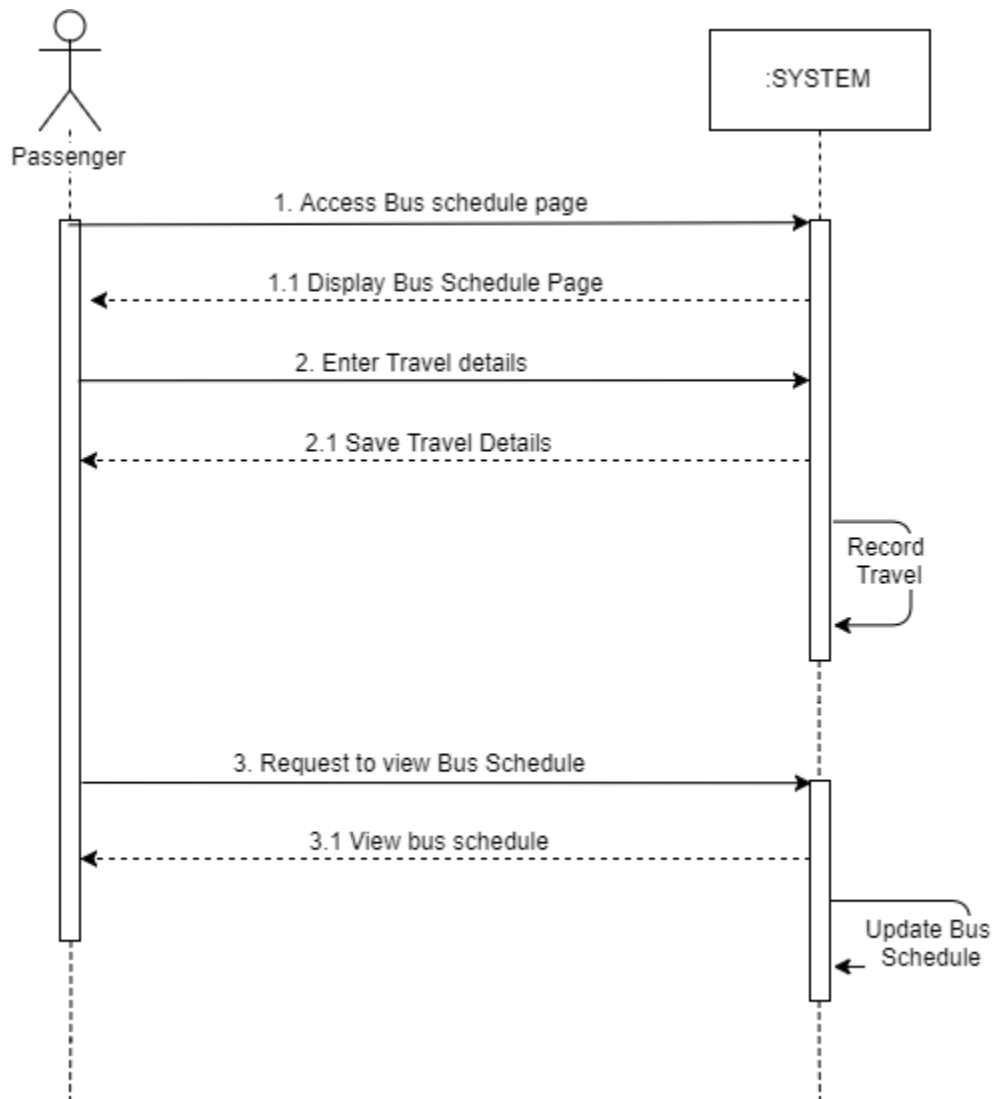 :SYSTEM
Passenger
1. Access Bus schedule page
1.1 Display Bus Schedule Page
2. Enter Travel details
2.1 Save Travel Details
Record
Travel
3. Request to view Bus Schedule
3.1 View bus schedule
Update Bus
Schedule